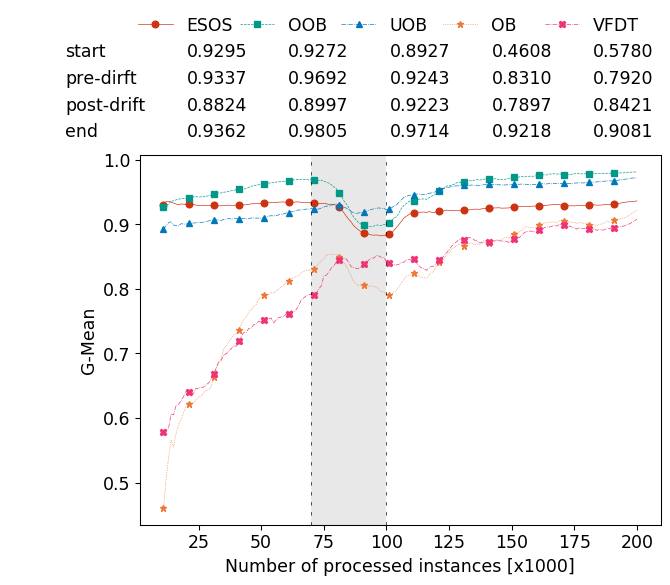 ESOS OOB UOB OB VFDT
start 0.9295 0.9272 0.8927 0.4608 0.5780
pre-dirft 0.9337 0.9692 0.9243 0.8310 0.7920
post-drift 0.8824 0.8997 0.9223 0.7897 0.8421
end 0.9362 0.9805 0.9714 0.9218 0.9081
1.0
0.9
0.8
0.7
0.6
0.5
G-Mean
25 50 75 100 125 150 175 200
Number of processed instances [x1000]